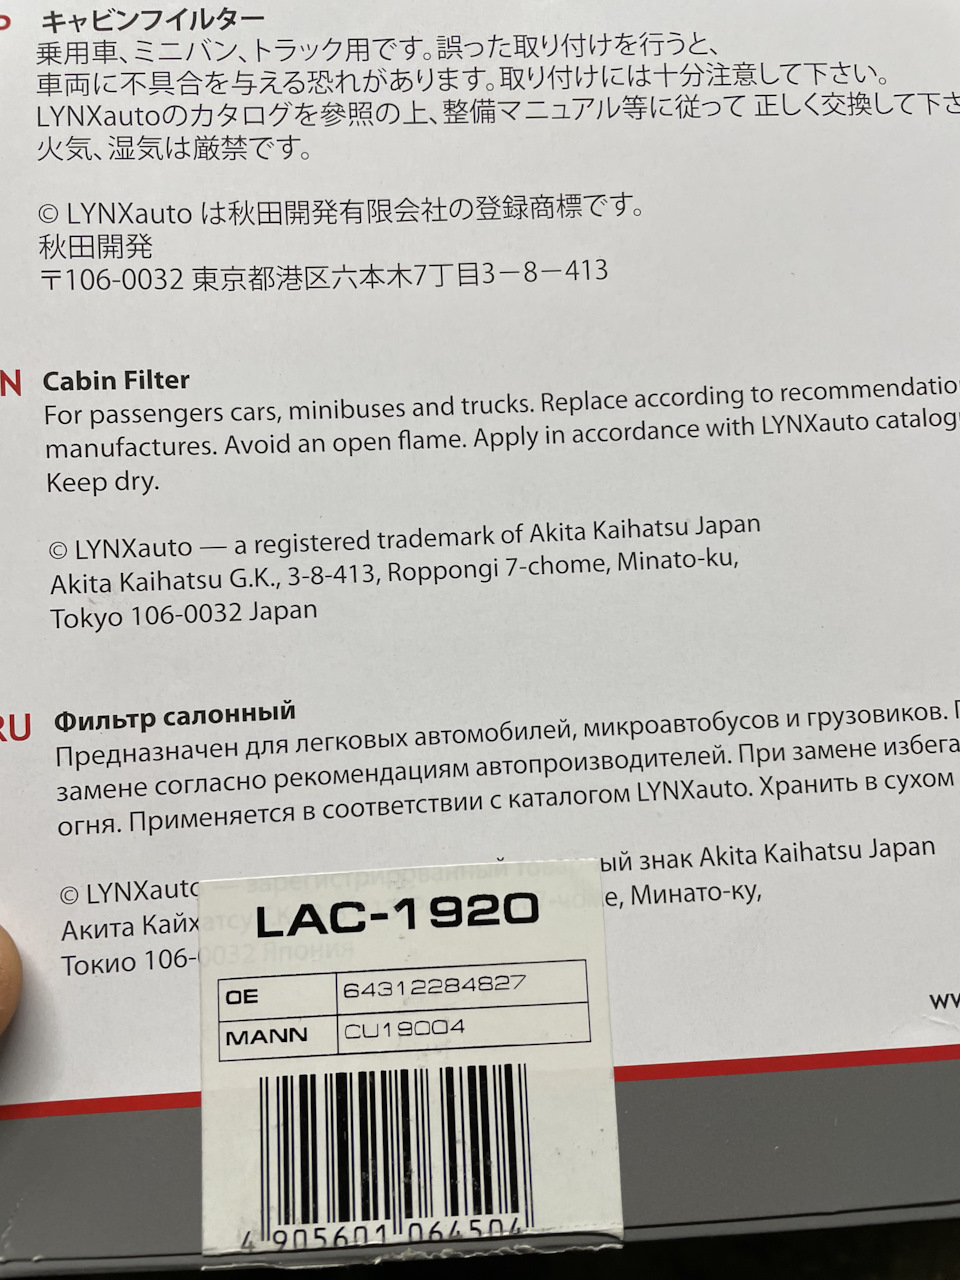 P キャビンフイルター
乗用車、ミニバン、トラック用です。誤った取り付けを行うと、
車両に不具合を与える恐れがあります。取り付けには十分注意して下さい。
LYNXautoのカタログを参照の上、整備マニュアル等に従って 正しく交換して下さ
火気、湿気は厳禁です。
© LYNXauto は秋田開発有限会社の登録商標です。
秋田開発
〒106-0032 東京都港区六本木7丁目3－8－413
N Cabin Filter
For passengers cars, minibuses and trucks. Replace according to recommendatio
manufactures. Avoid an open flame. Apply in accordance with LYNXauto catalog
Keep dry.
© LYNXauto — a registered trademark of Akita Kaihatsu Japan
Akita Kaihatsu G.K., 3-8-413, Roppongi 7-chome, Minato-ku,
Tokyo 106-0032 Japan
RU Фильтр салонный
Предназначен для легковых автомобилей, микроавтобусов и грузовиков. П
замене согласно рекомендациям автопроизводителей. При замене избега
огня. Применяется в соответствии с каталогом LYNXauto. Хранить в сухом
© LYNXauto — зарегистрированный товарный знак Akita Kaihatsu Japan
Акита Кайхатсу е, Минато-ку,
Токио 106-0032 Япония
ww
LAC-1920
OE 64312284827
MANN CU19004
4 905601 064504